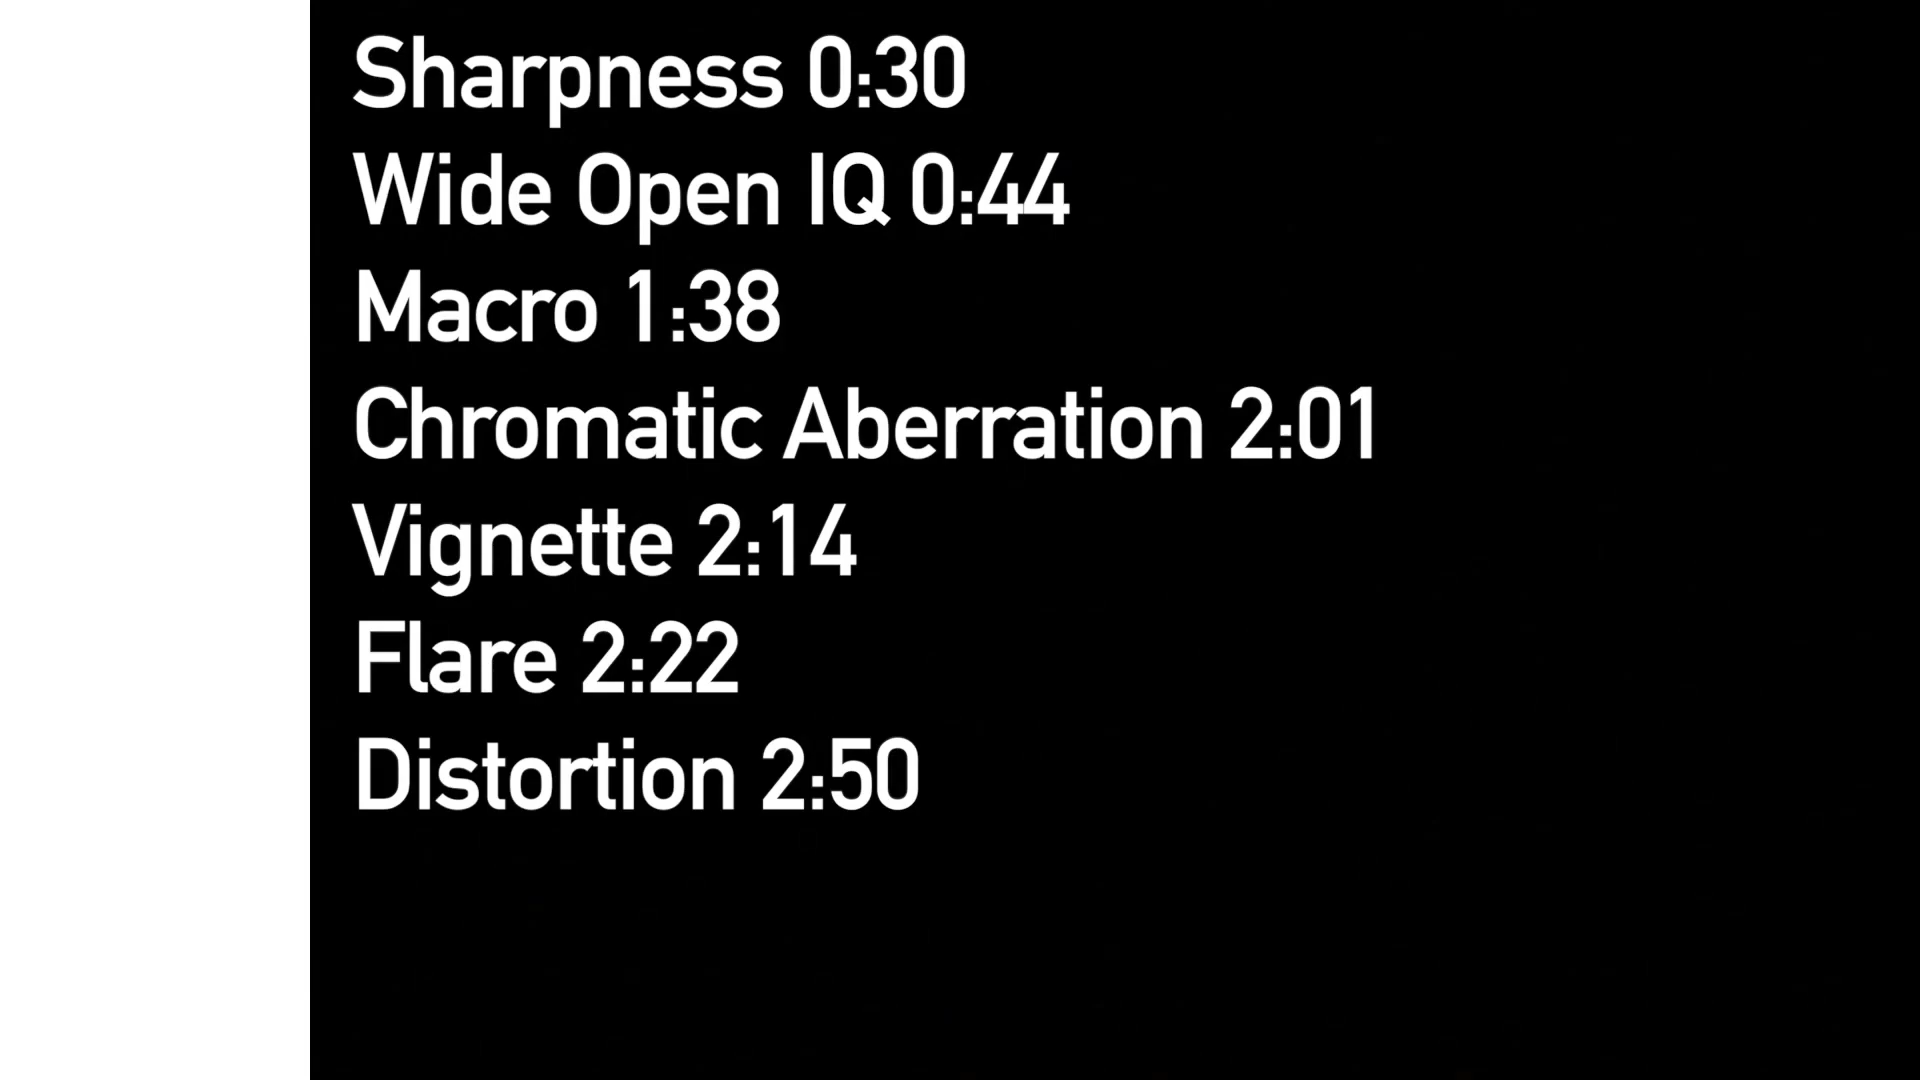 Sharpness 0:30
Wide Open IQ 0:44
Macro 1:38
Chromatic Aberration 2:01
Vignette 2:14
Flare 2:22
Distortion 2:50